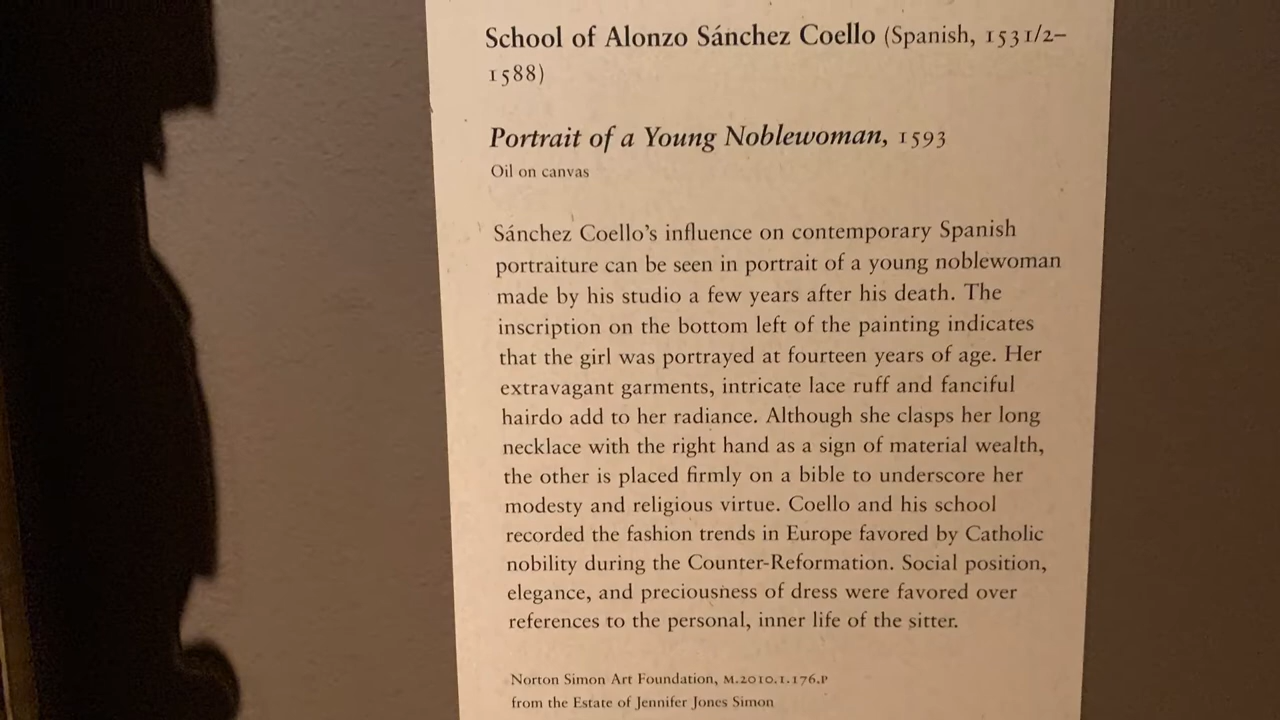 School of Alonzo Sánchez Coello (Spanish, 1531/2–
1588)
Portrait of a Young Noblewoman, 1593
Oil on canvas
Sánchez Coello’s influence on contemporary Spanish
portraiture can be seen in portrait of a young noblewoman
made by his studio a few years after his death. The
inscription on the bottom left of the painting indicates
that the girl was portrayed at fourteen years of age. Her
extravagant garments, intricate lace ruff and fanciful
hairdo add to her radiance. Although she clasps her long
necklace with the right hand as a sign of material wealth,
the other is placed firmly on a bible to underscore her
modesty and religious virtue. Coello and his school
recorded the fashion trends in Europe favored by Catholic
nobility during the Counter-Reformation. Social position,
elegance, and preciousness of dress were favored over
references to the personal, inner life of the sitter.
Norton Simon Art Foundation, M.2010.1.176.P
from the Estate of Jennifer Jones Simon